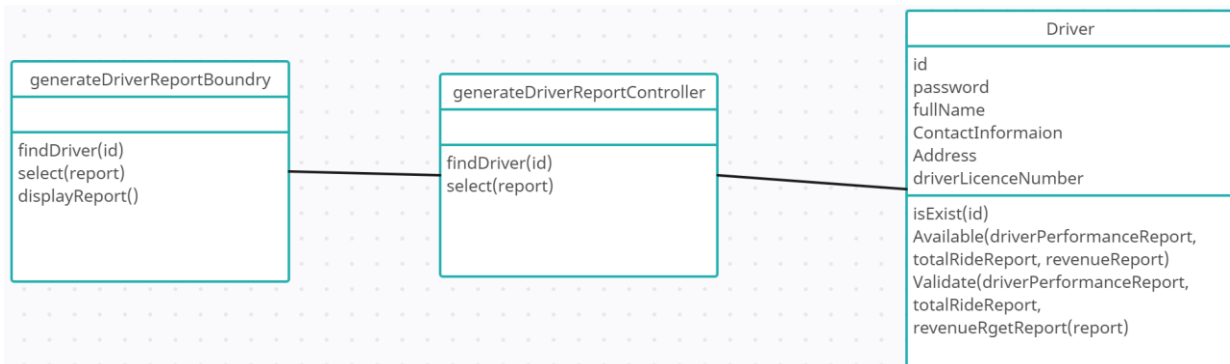 generateDriverReportBoundry
findDriver(id)
select(report)
displayReport()
generateDriverReportController
findDriver(id)
select(report)
Driver
id
password
fullName
ContactInformaion
Address
driverLicenceNumber
isExist(id)
Available(driverPerformanceReport,
totalRideReport, revenueReport)
Validate(driverPerformanceReport,
totalRideReport,
revenueRgetReport(report)